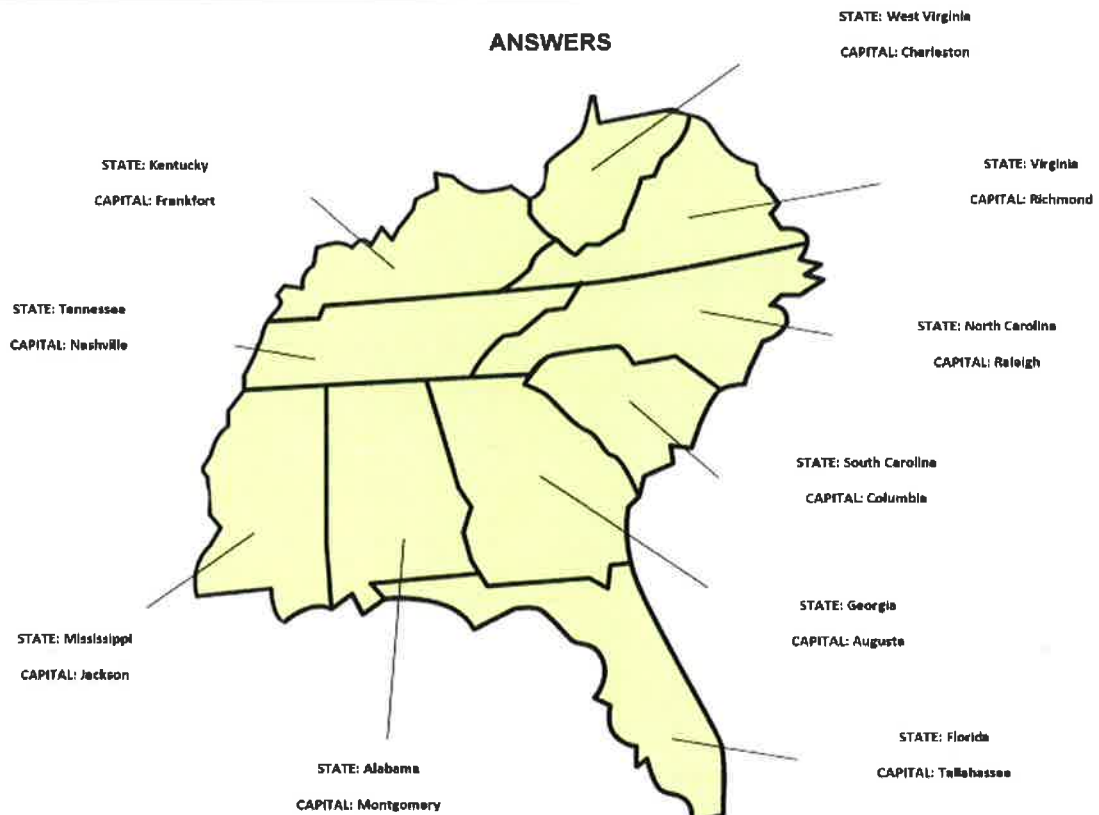 STATE: West Virginia
ANSWERS
CAPITAL: Charleston
STATE: Kentucky
CAPITAL: Frankfort
STATE: Virginia
CAPITAL: Richmond
STATE: Tennessee
CAPITAL: Nashville
STATE: North Carolina
CAPITAL: Raleigh
STATE: South Carolina
CAPITAL: Columbia
STATE: Georgia
CAPITAL: Augusta
STATE: Mississippi
CAPITAL: Jackson
STATE: Florida
CAPITAL: Tallahassee
STATE: Alabama
CAPITAL: Montgomery